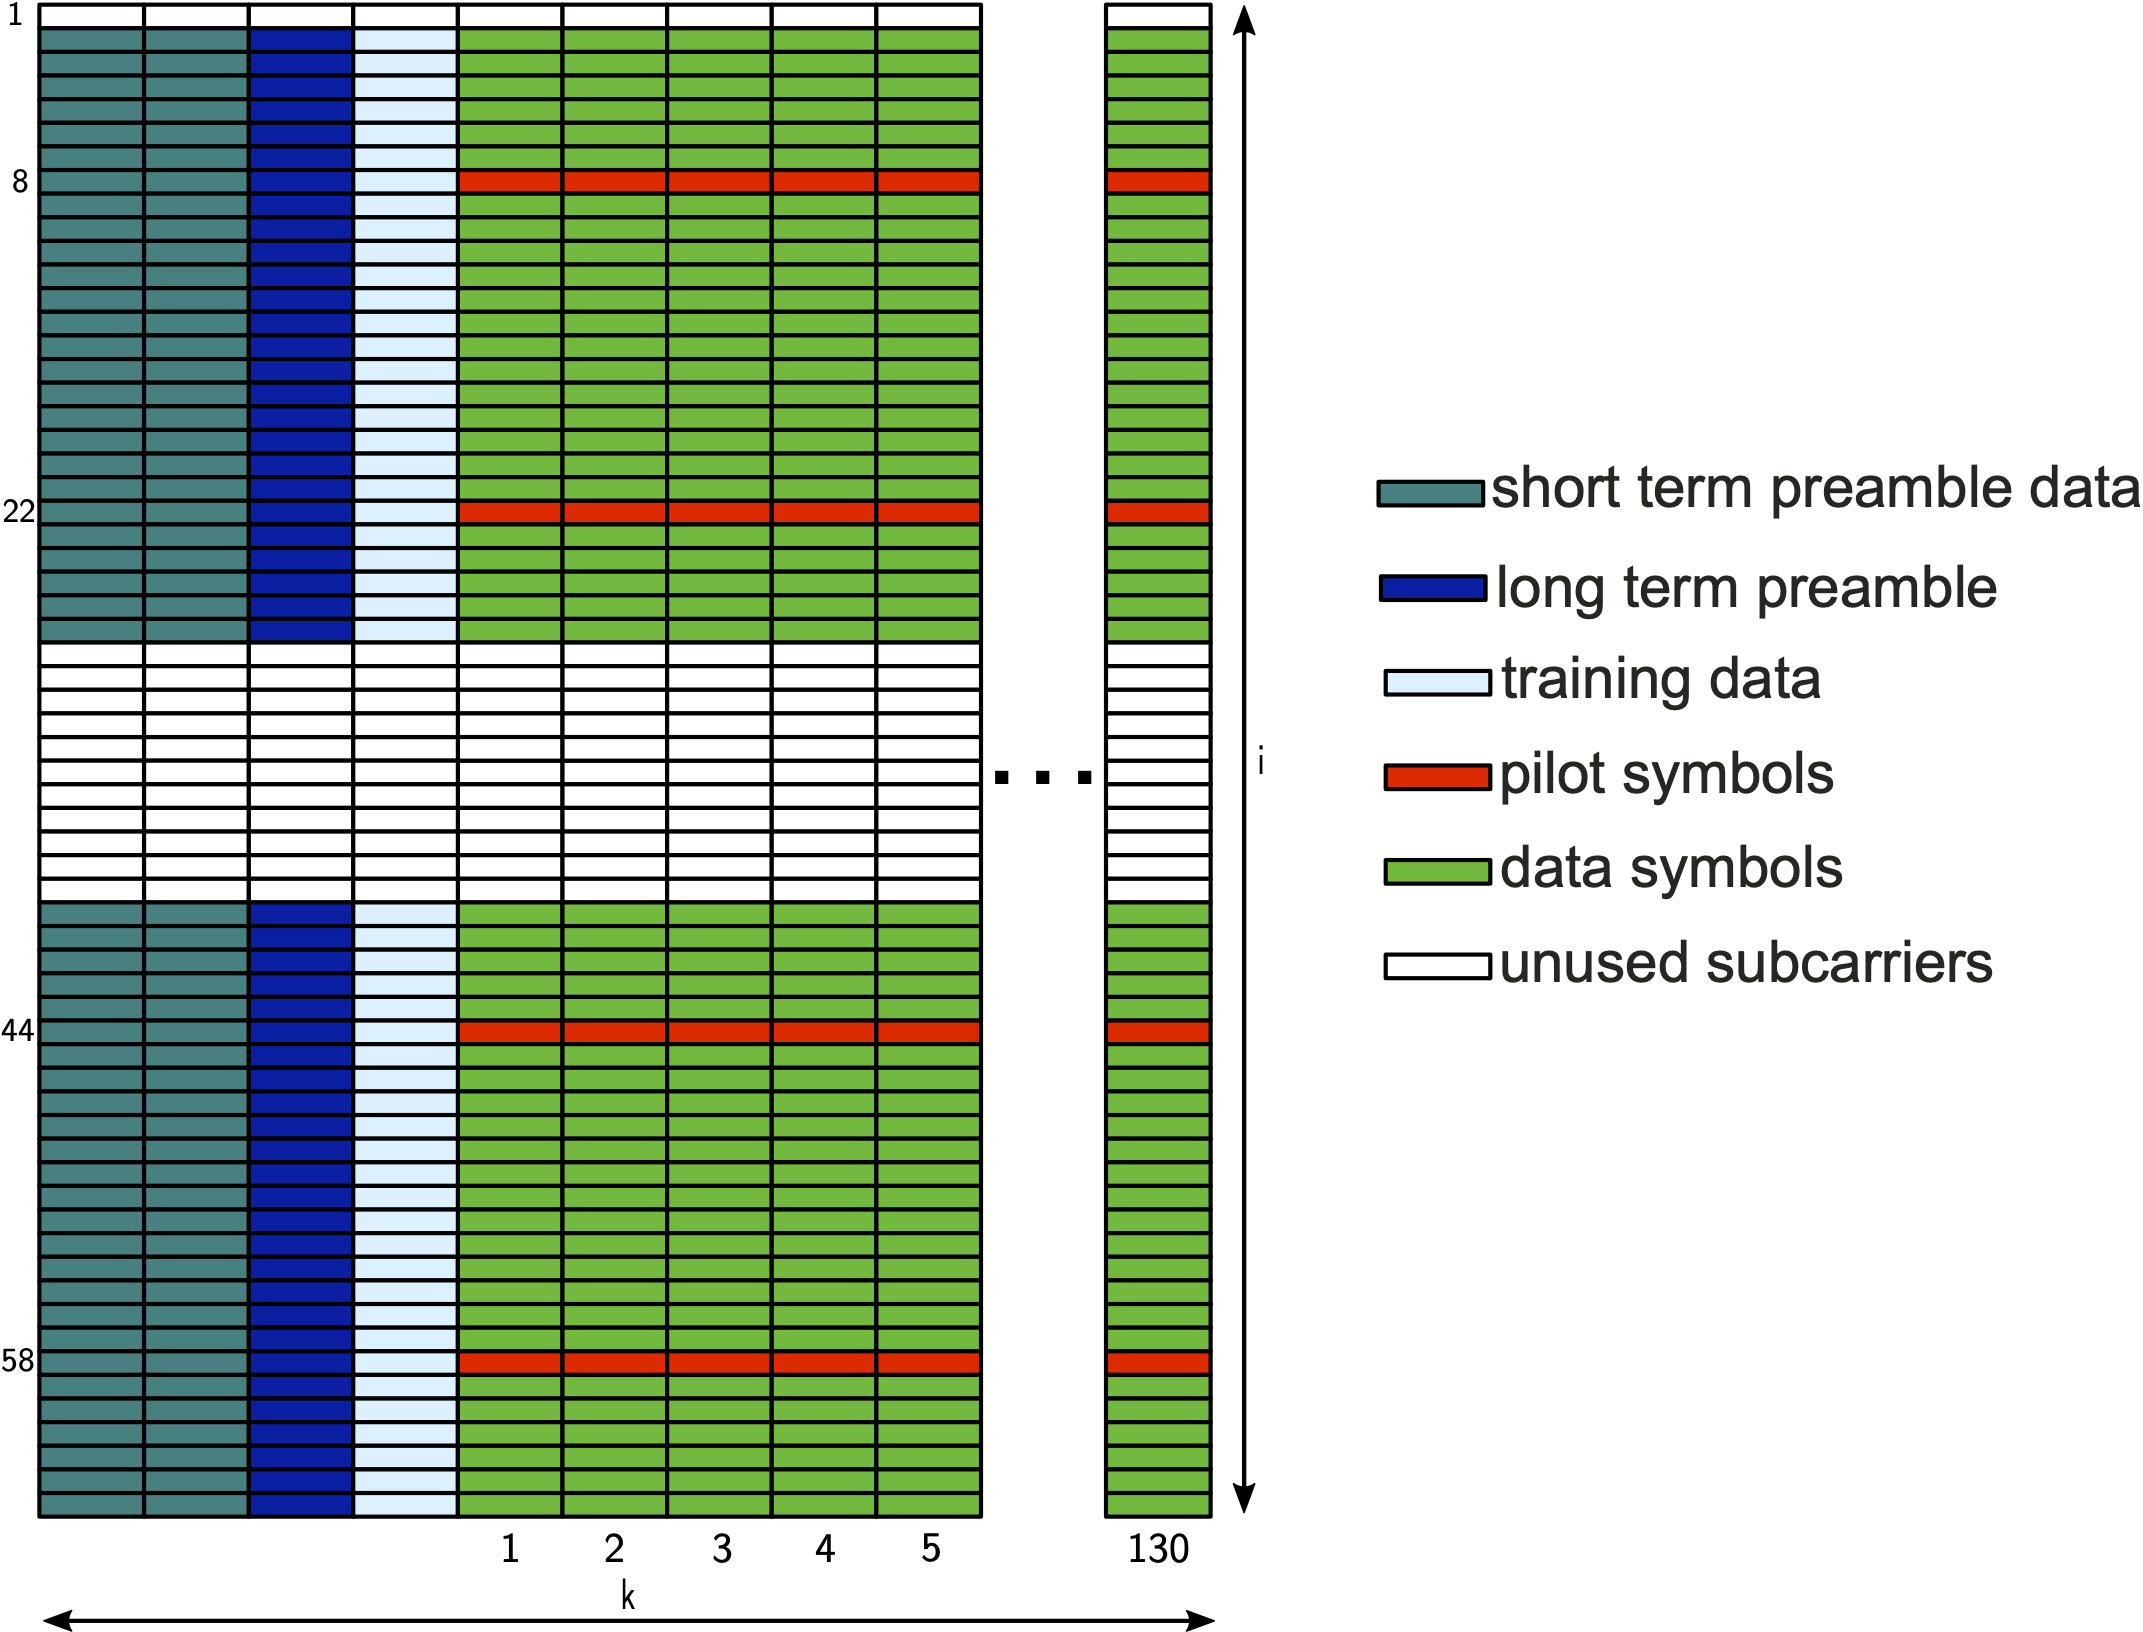 1
8
22
44
58
1 2 3 4 5 130
k
i
short term preamble data
long term preamble
training data
pilot symbols
data symbols
unused subcarriers